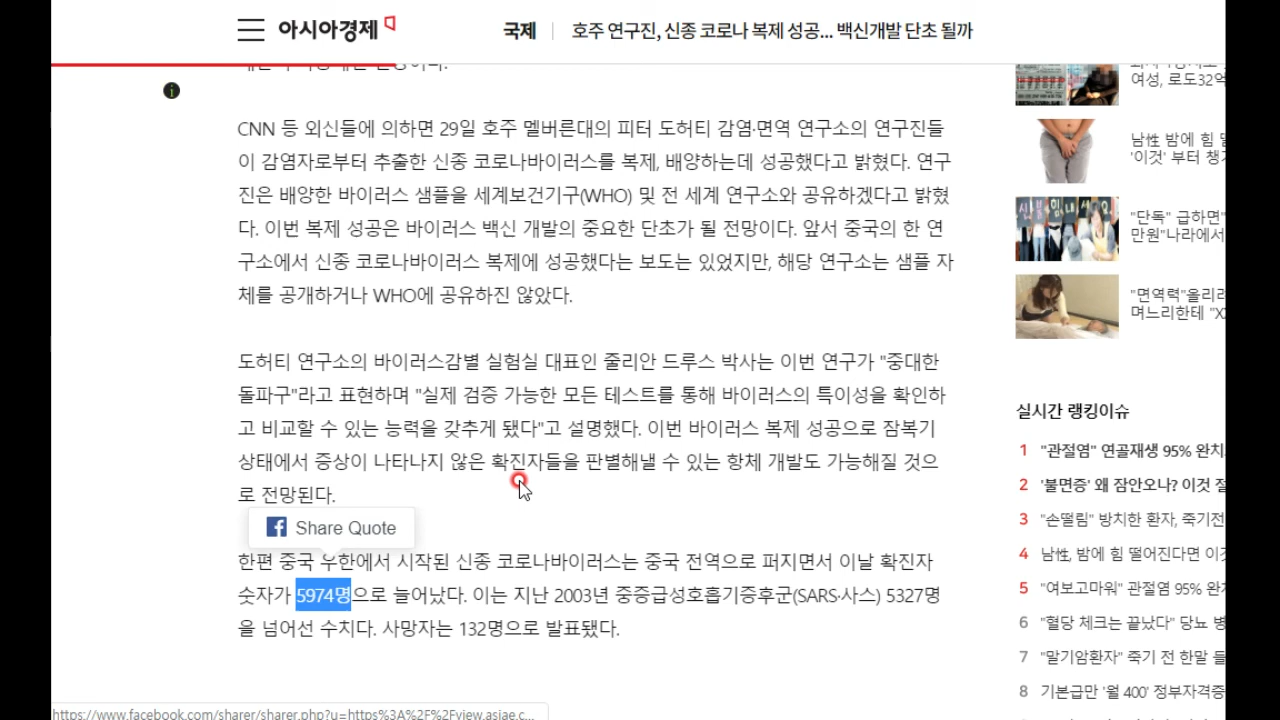 아시아경제
국제
호주 연구진, 신종 코로나 복제 성공... 백신개발 단초 될까
CNN 등 외신들에 의하면 29일 호주 멜버른대의 피터 도허티 감염·면역 연구소의 연구진들
이 감염자로부터 추출한 신종 코로나바이러스를 복제, 배양하는데 성공했다고 밝혔다. 연구
진은 배양한 바이러스 샘플을 세계보건기구(WHO) 및 전 세계 연구소와 공유하겠다고 밝혔
다. 이번 복제 성공은 바이러스 백신 개발의 중요한 단초가 될 전망이다. 앞서 중국의 한 연
구소에서 신종 코로나바이러스 복제에 성공했다는 보도는 있었지만, 해당 연구소는 샘플 자
체를 공개하거나 WHO에 공유하진 않았다.
도허티 연구소의 바이러스감별 실험실 대표인 줄리안 드루스 박사는 이번 연구가 "중대한
돌파구"라고 표현하며 "실제 검증 가능한 모든 테스트를 통해 바이러스의 특이성을 확인하
고 비교할 수 있는 능력을 갖추게 됐다"고 설명했다. 이번 바이러스 복제 성공으로 잠복기
상태에서 증상이 나타나지 않은 확진자들을 판별해낼 수 있는 항체 개발도 가능해질 것으
로 전망된다.
Share Quote
한편 중국 우한에서 시작된 신종 코로나바이러스는 중국 전역으로 퍼지면서 이날 확진자
숫자가 5974명으로 늘어났다. 이는 지난 2003년 중증급성호흡기증후군(SARS·사스) 5327명
을 넘어선 수치다. 사망자는 132명으로 발표됐다.
여성, 로도32억
남性 밤에 힘
'이것' 부터 챙
"단독" 급하면"
만원"나라에서
"면역력"올리
며느리한테 "X
실시간 랭킹이슈
1 "관절염" 연골재생 95% 완치
2 '불면증' 왜 잠안오나? 이것
3 "손떨림" 방치한 환자, 죽기전
4 남性, 밤에 힘 떨어진다면 이
5 "여보고마워" 관절염 95% 완
6 "혈당 체크는 끝났다" 당뇨 병
7 "말기암환자" 죽기 전 한말
8 기본급만 '월 400' 정부자격증
https://www.facebook.com/sharer/sharer.php?u=https%3A%2F%2Fview.asiae.c...